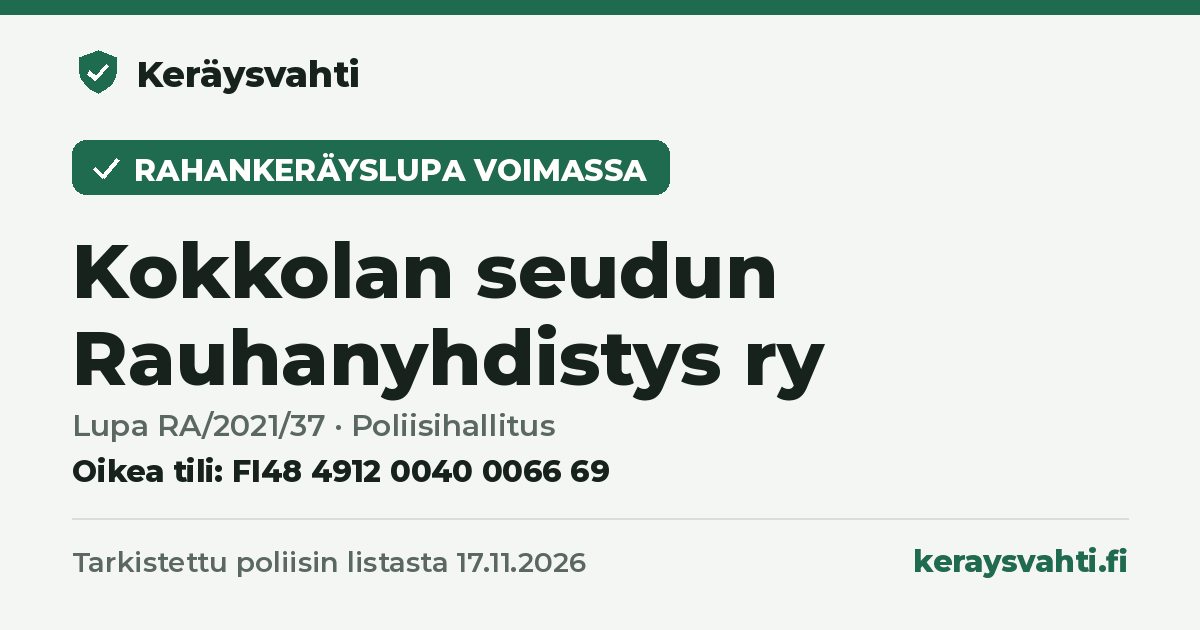 Keräysvahti
RAHANKERÄYSLUPA VOIMASSA
Kokkolan seudun
Rauhanyhdistys ry
Lupa RA/2021/37 · Poliisihallitus
Oikea tili: FI48 4912 0040 0066 69
Tarkistettu poliisin listasta 17.11.2026
keraysvahti.fi